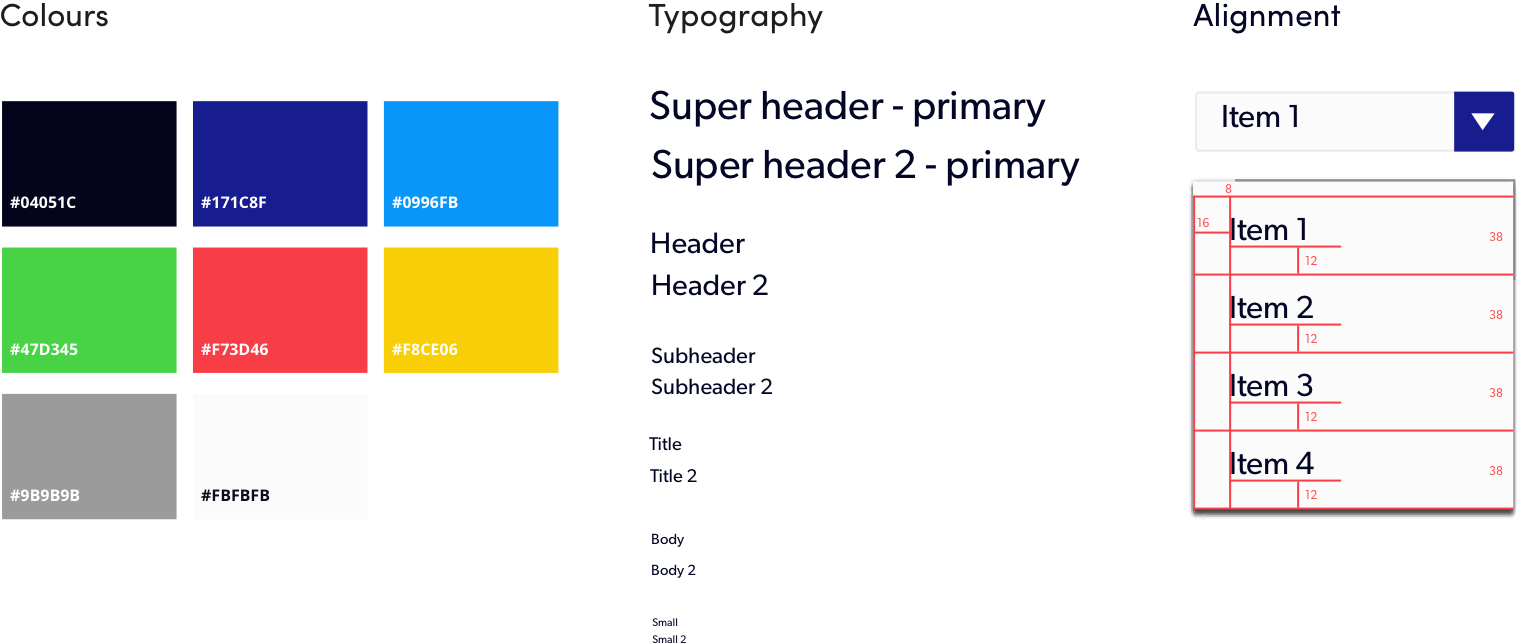 Colours
#04051C
#171C8F
#0996FB
#47D345
#F73D46
#F8CE06
#9B9B9B
#FBFBFB
Typography
Super header - primary
Super header 2 - primary
Header
Header 2
Subheader
Subheader 2
Title
Title 2
Body
Body 2
Small
Small 2
Alignment
Item 1
8
16
Item 1
38
12
Item 2
38
12
Item 3
38
12
Item 4
38
12